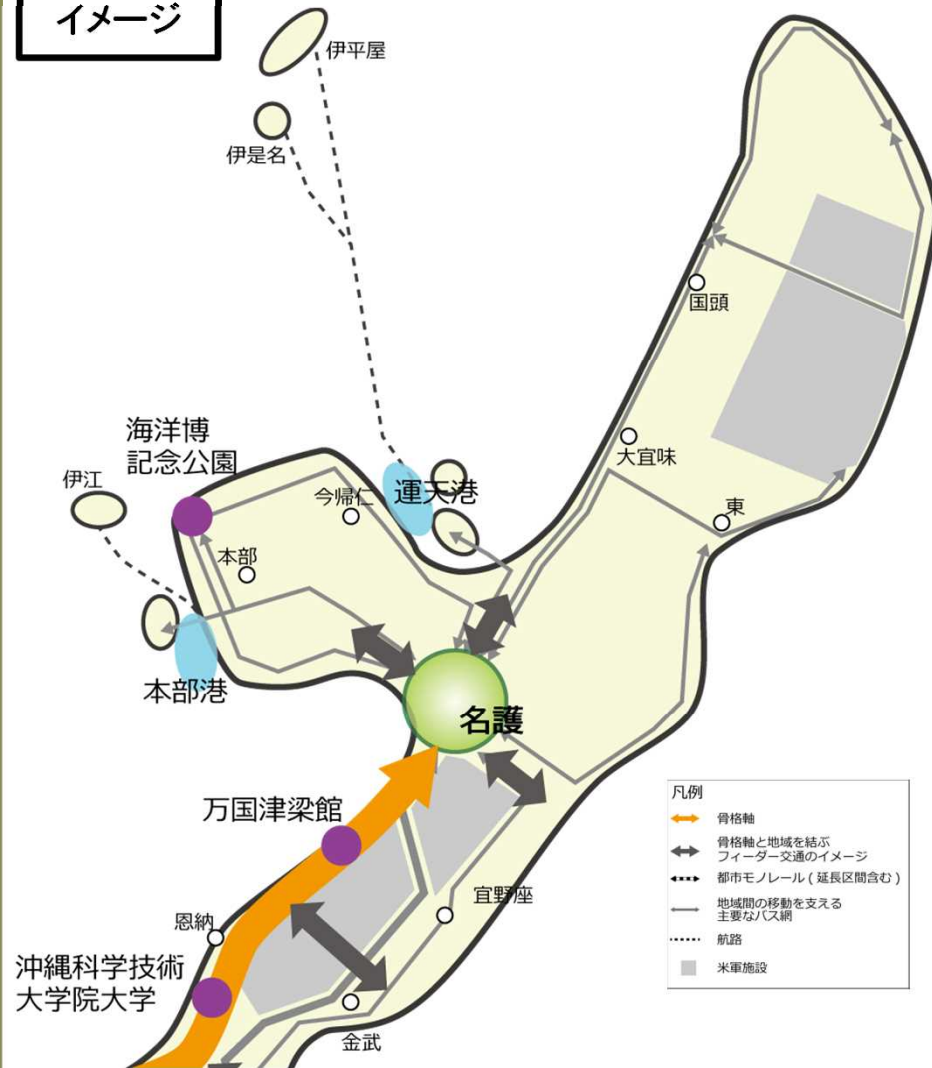 イメージ
伊平屋
伊是名
国頭
大宜味
海洋博
記念公園
伊江
今帰仁
運天港
東
本部
本部港
名護
万国津梁館
宜野座
恩納
沖縄科学技術
大学院大学
金武
凡例
骨格軸
骨格軸と地域を結ぶ
フィーダー交通のイメージ
都市モノレール ( 延長区間含む )
地域間の移動を支える
主要なバス網
航路
米軍施設